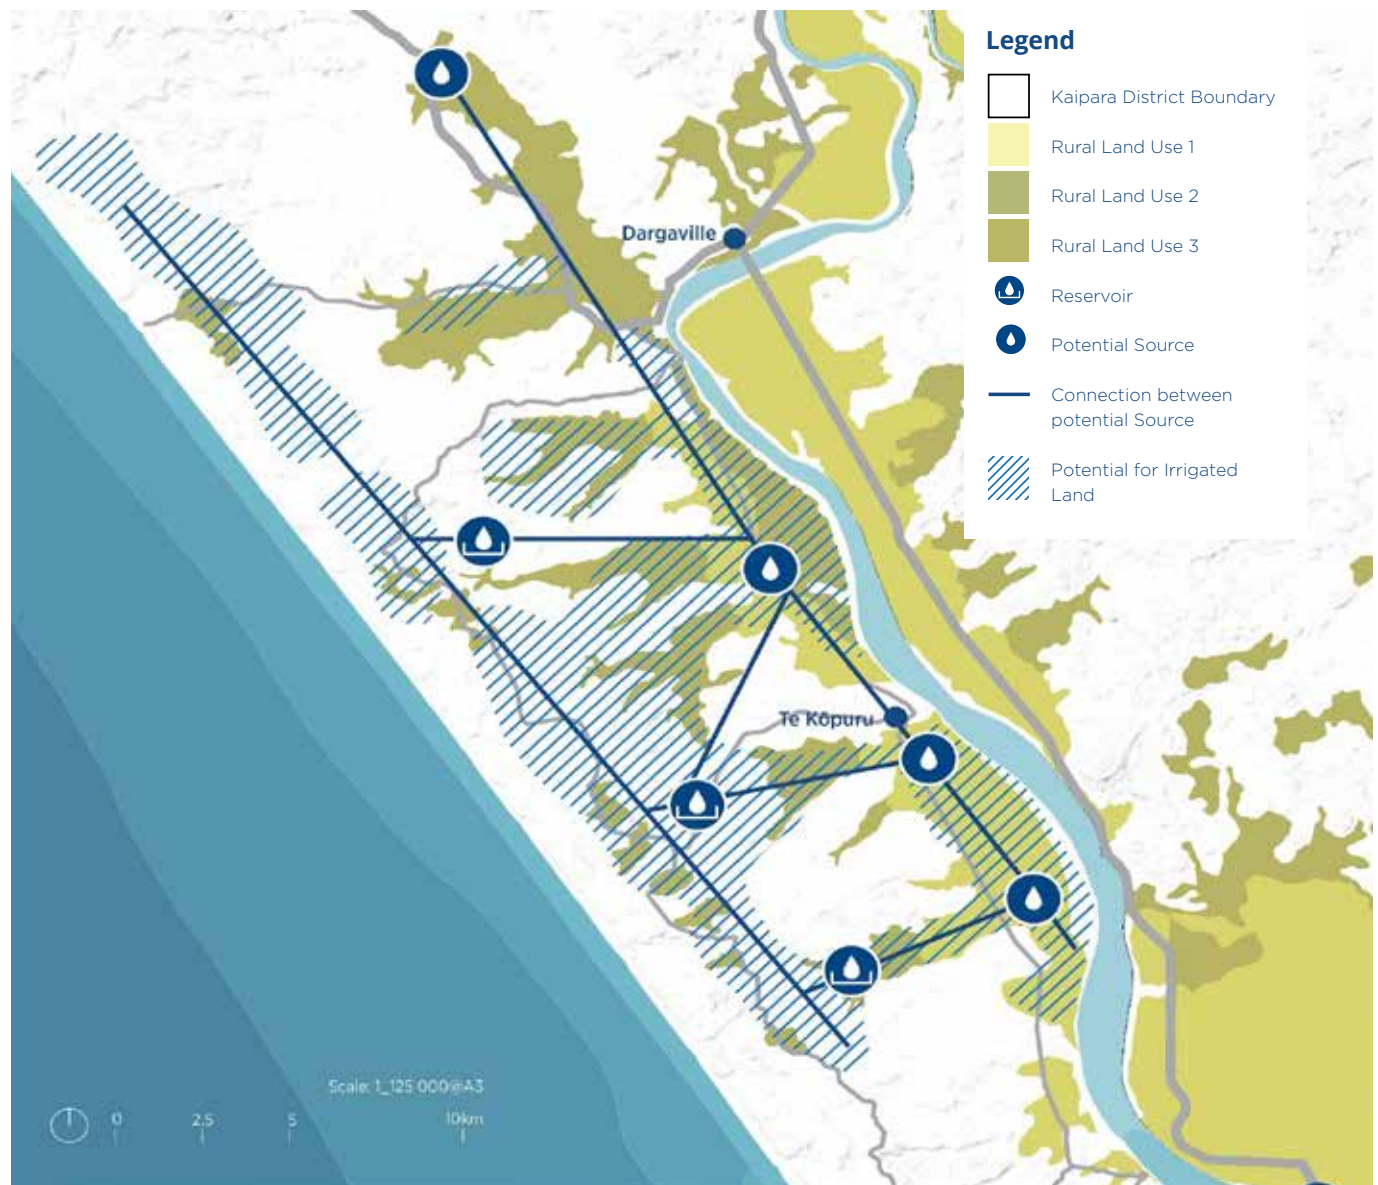 Legend
Kaipara District Boundary
Rural Land Use 1
Rural Land Use 2
Rural Land Use 3
Reservoir
Potential Source
Connection between
potential Source
Potential for Irrigated
Land
Dargaville
Te Kōpuru
Scale: 1_125 000@A3
0 2.5 5 10km